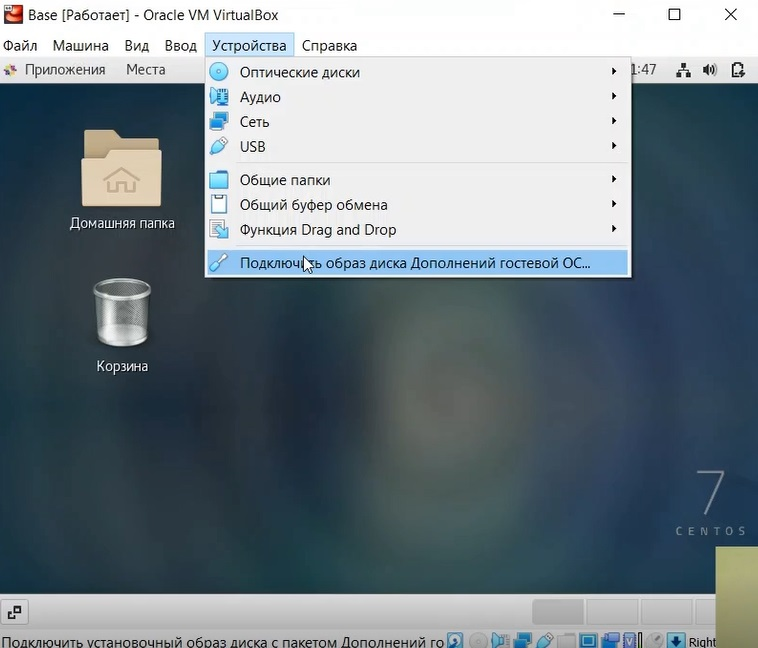 Base [Работает] - Oracle VM VirtualBox
Файл Машина Вид Ввод Устройства Справка
Приложения Места
1:47
Оптические диски
Аудио
Сеть
USB
Общие папки
Общий буфер обмена
Функция Drag and Drop
Подключить образ диска Дополнений гостевой ОС...
Домашняя папка
Корзина
7
CENTOS
Подключить установочный образ диска с пакетом Дополнений го
Right